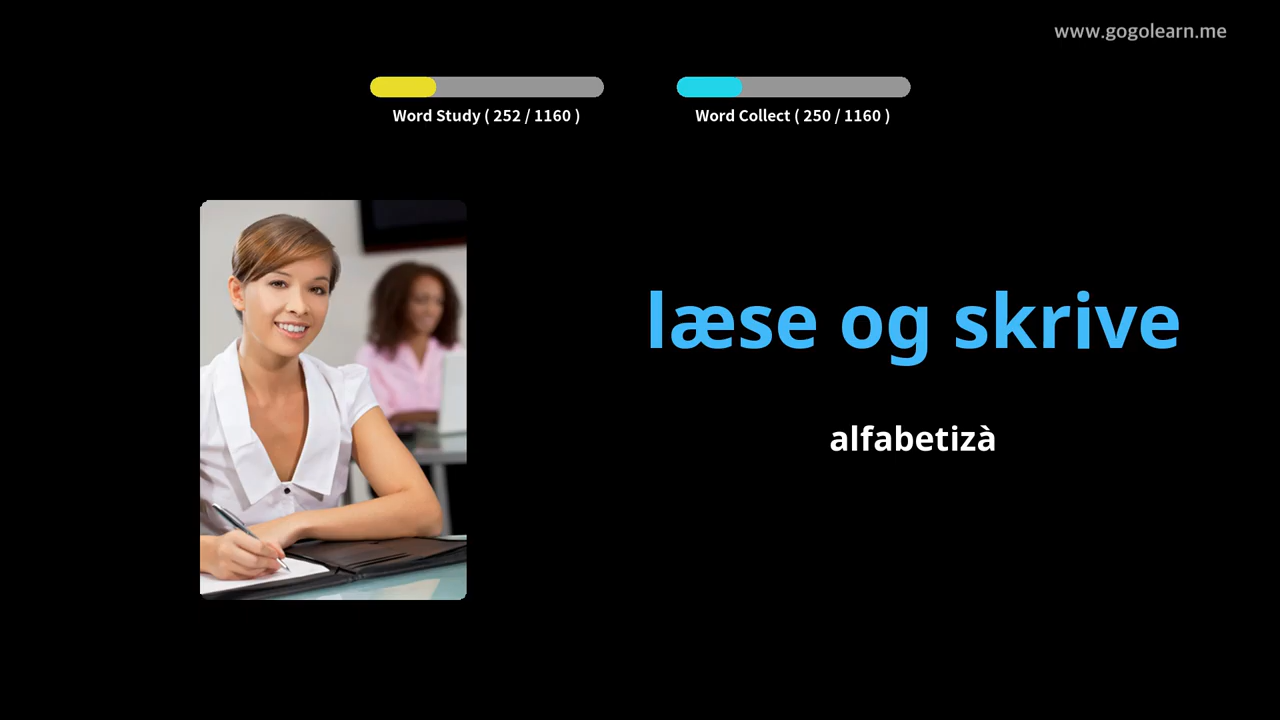 www.gogolearn.me
Word Study ( 252 / 1160 )
Word Collect ( 250 / 1160 )
læse og skrive
alfabetizà